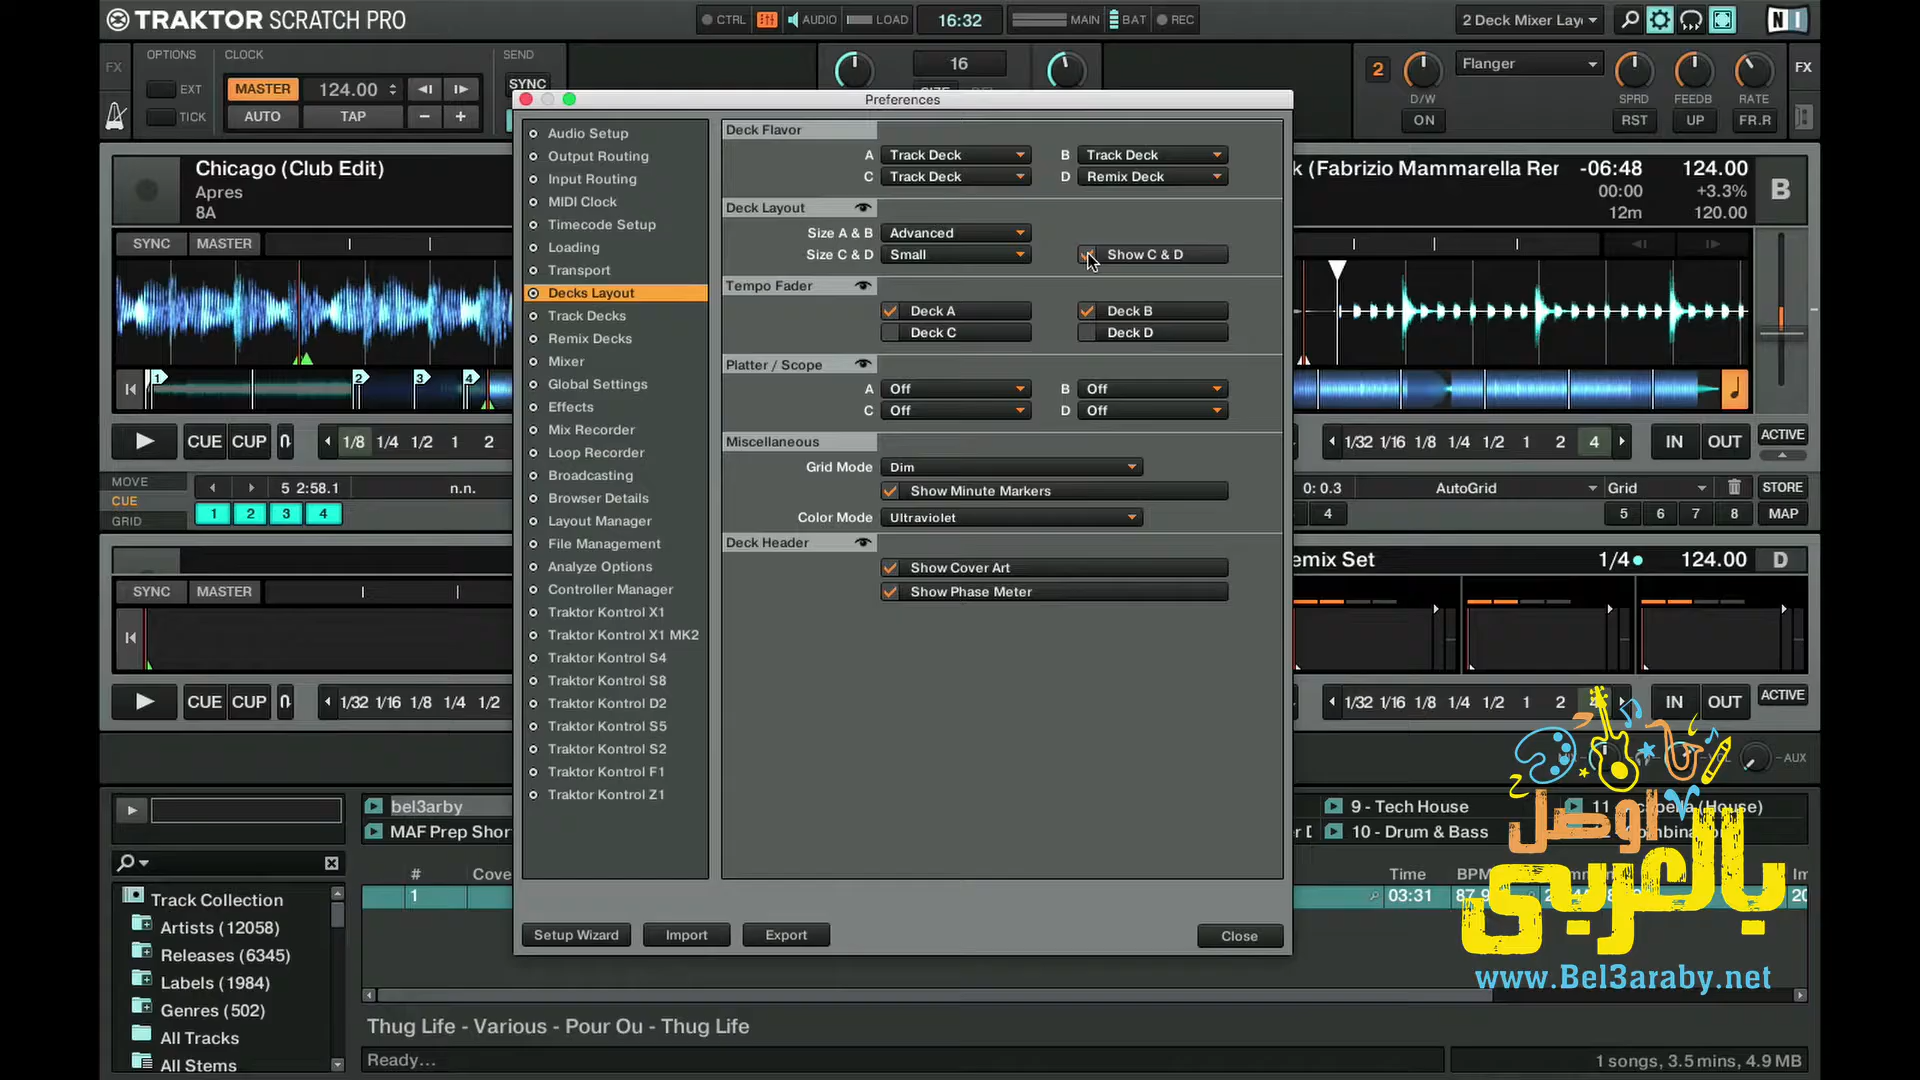 TRAKTOR SCRATCH PRO
CTRL AUDIO LOAD 16:32 MAIN BAT REC
2 Deck Mixer Lay
FX OPTIONS CLOCK SEND
EXT MASTER 124.00 SYNC
TICK AUTO TAP − +
16
2 Flanger FX
D/W SPRD FEEDB RATE
ON RST UP FR.R
Chicago (Club Edit)
Apres
8A
SYNC MASTER
1 2 3 4
CUE CUP 1/8 1/4 1/2 1 2
MOVE
CUE
GRID
5 2:58.1 n.n.
1 2 3 4
SYNC MASTER
CUE CUP 1/32 1/16 1/8 1/4 1/2
Preferences
Audio Setup
Output Routing
Input Routing
MIDI Clock
Timecode Setup
Loading
Transport
Decks Layout
Track Decks
Remix Decks
Mixer
Global Settings
Effects
Mix Recorder
Loop Recorder
Broadcasting
Browser Details
Layout Manager
File Management
Analyze Options
Controller Manager
Traktor Kontrol X1
Traktor Kontrol X1 MK2
Traktor Kontrol S4
Traktor Kontrol S8
Traktor Kontrol D2
Traktor Kontrol S5
Traktor Kontrol S2
Traktor Kontrol F1
Traktor Kontrol Z1
Deck Flavor
A Track Deck B Track Deck
C Track Deck D Remix Deck
Deck Layout
Size A & B Advanced
Size C & D Small Show C & D
Tempo Fader
Deck A Deck B
Deck C Deck D
Platter / Scope
A Off B Off
C Off D Off
Miscellaneous
Grid Mode Dim
Show Minute Markers
Color Mode Ultraviolet
Deck Header
Show Cover Art
Show Phase Meter
Setup Wizard Import Export Close
k (Fabrizio Mammarella Rer -06:48 124.00 B
00:00 +3.3%
12m 120.00
1/32 1/16 1/8 1/4 1/2 1 2 4 IN OUT ACTIVE
0: 0.3 AutoGrid Grid STORE
4 5 6 7 8 MAP
emix Set 1/4 124.00 D
1/32 1/16 1/8 1/4 1/2 1 2 IN OUT ACTIVE
AUX
bel3arby 9 - Tech House
MAF Prep Shor 10 - Drum & Bass
# Cove Time BPM
1 03:31
Track Collection
Artists (12058)
Releases (6345)
Labels (1984)
Genres (502)
All Tracks
All Stems
Thug Life - Various - Pour Ou - Thug Life
Ready...
1 songs, 3.5 mins, 4.9 MB
اوصل
بالعربى
www.Bel3araby.net